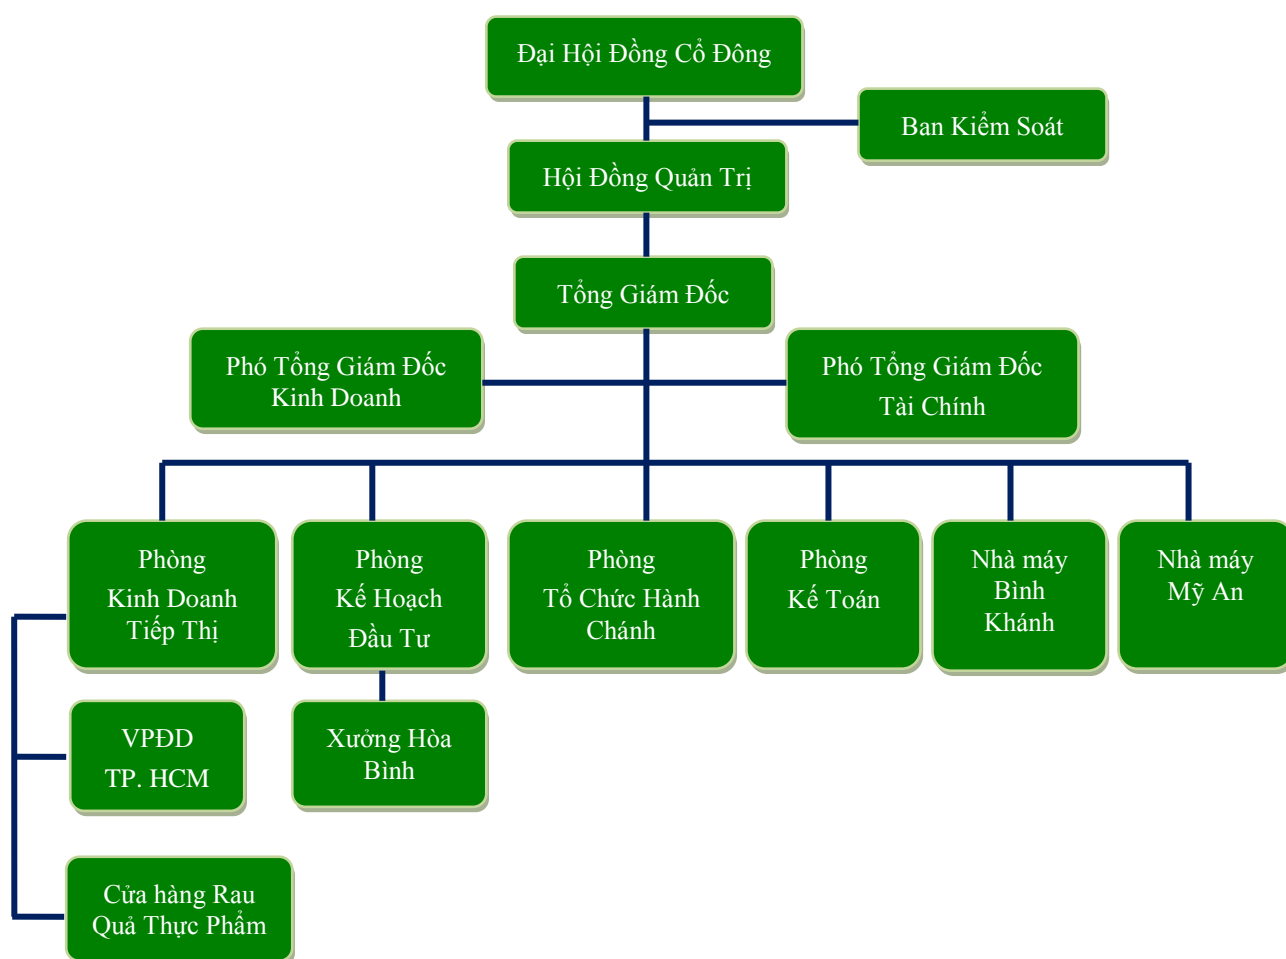 Đại Hội Đồng Cổ Đông
Ban Kiểm Soát
Hội Đồng Quản Trị
Tổng Giám Đốc
Phó Tổng Giám Đốc
Kinh Doanh
Phó Tổng Giám Đốc
Tài Chính
Phòng
Kinh Doanh
Tiếp Thị
Phòng
Kế Hoạch
Đầu Tư
Phòng
Tổ Chức Hành
Chánh
Phòng
Kế Toán
Nhà máy
Bình
Khánh
Nhà máy
Mỹ An
VPĐD
TP. HCM
Xưởng Hòa
Bình
Cửa hàng Rau
Quả Thực Phẩm